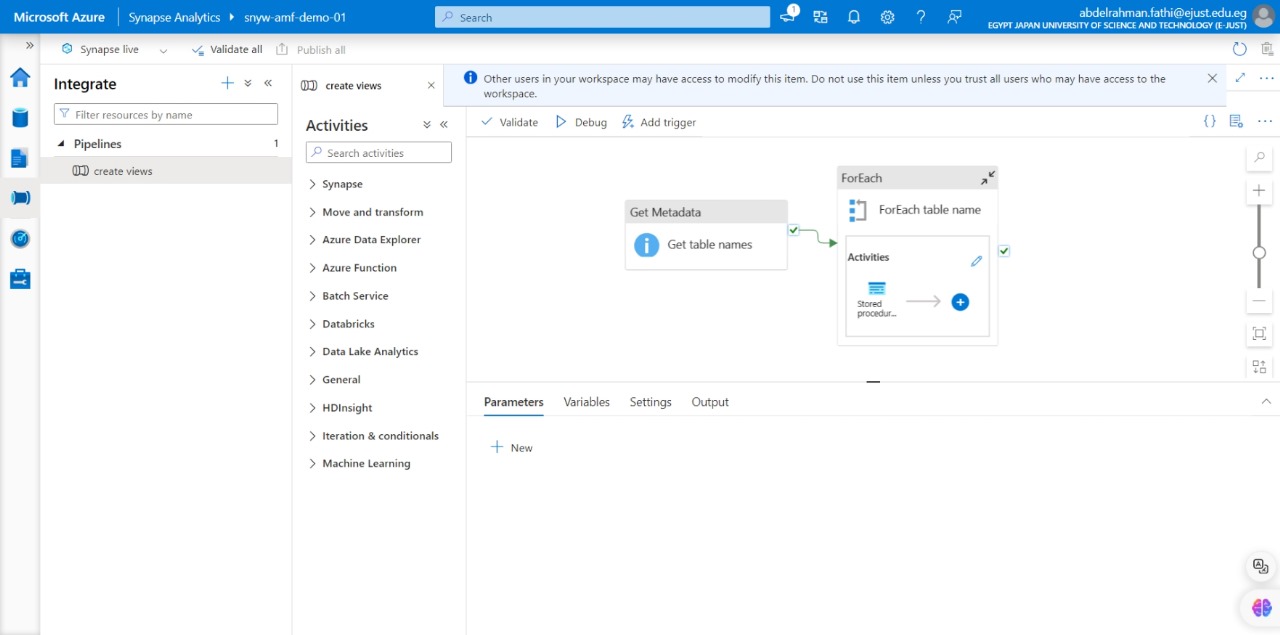 Microsoft Azure
Synapse Analytics
snyw-amf-demo-01
Search
1
abdelrahman.fathi@ejust.edu.eg
EGYPT JAPAN UNIVERSITY OF SCIENCE AND TECHNOLOGY (E-JUST)
Synapse live
Validate all
Publish all
Integrate
Filter resources by name
Pipelines
1
create views
create views
Other users in your workspace may have access to modify this item. Do not use this item unless you trust all users who may have access to the
workspace.
Activities
Search activities
Synapse
Move and transform
Azure Data Explorer
Azure Function
Batch Service
Databricks
Data Lake Analytics
General
HDInsight
Iteration & conditionals
Machine Learning
Validate
Debug
Add trigger
Get Metadata
Get table names
ForEach
ForEach table name
Activities
Stored
procedur...
Parameters
Variables
Settings
Output
New